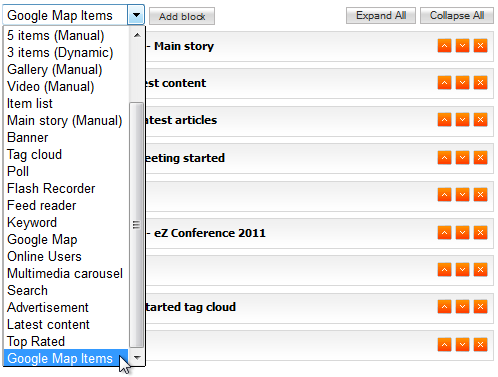 Google Map Items
Add block
Expand All
Collapse All
5 items (Manual)
3 items (Dynamic)
Gallery (Manual)
Video (Manual)
Item list
Main story (Manual)
Banner
Tag cloud
Poll
Flash Recorder
Feed reader
Keyword
Google Map
Online Users
Multimedia carousel
Search
Advertisement
Latest content
Top Rated
Google Map Items
- Main story
est content
atest articles
eeting started
- eZ Conference 2011
tarted tag cloud